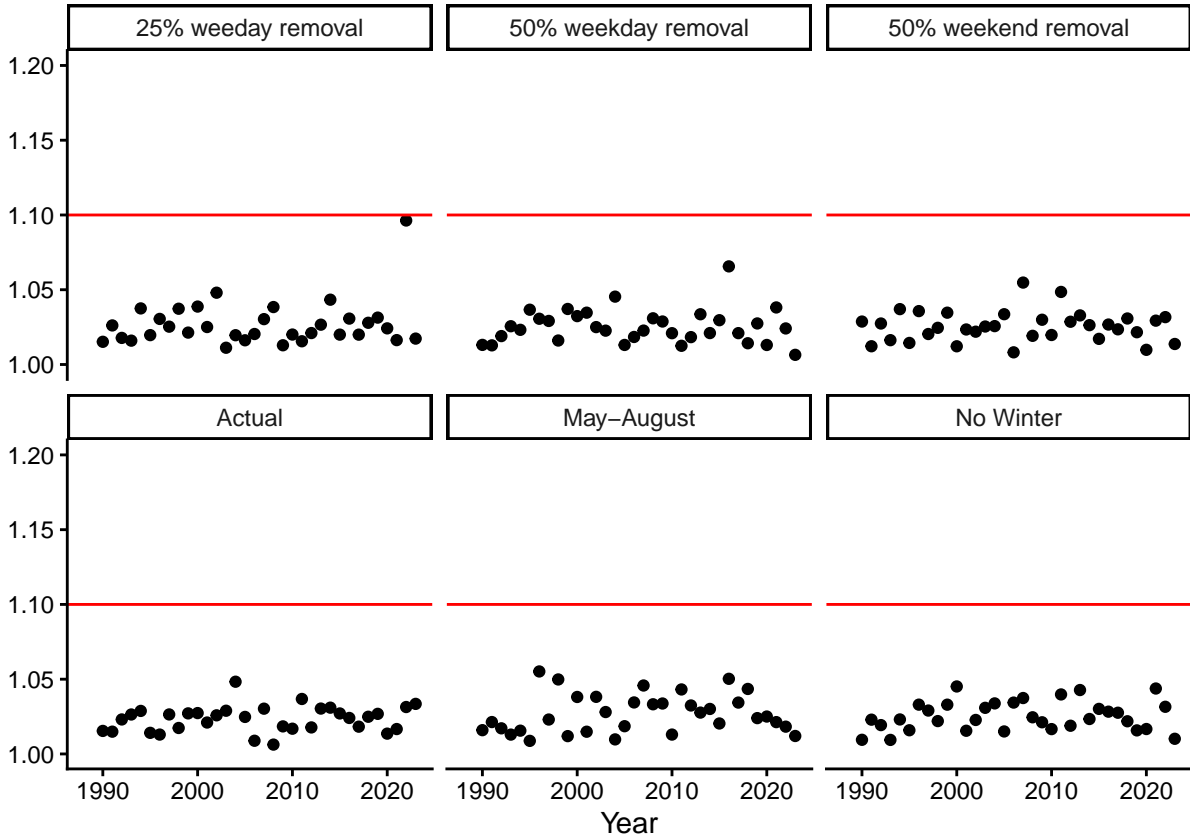 25% weeday removal
50% weekday removal
50% weekend removal
1.20
1.15
1.10
1.05
1.00
Actual
May−August
No Winter
1.20
1.15
1.10
1.05
1.00
1990 2000 2010 2020
1990 2000 2010 2020
1990 2000 2010 2020
Year